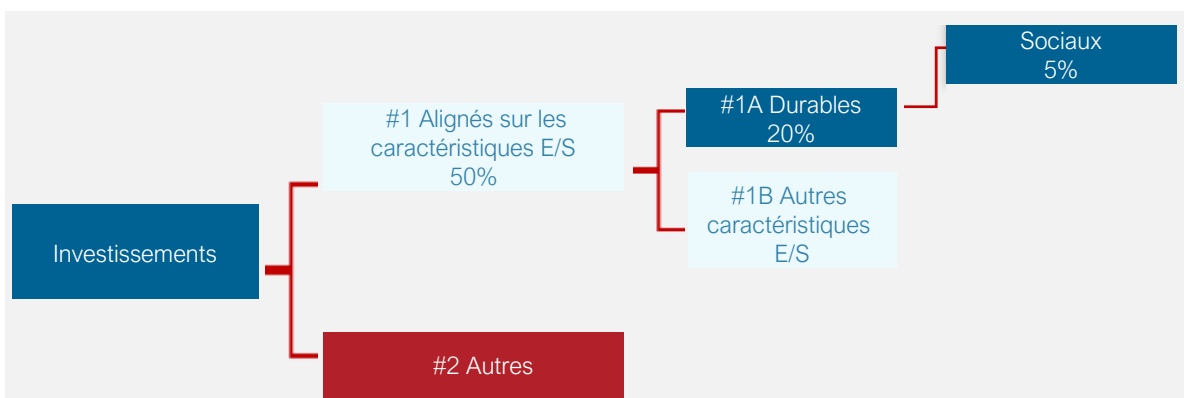 Sociaux
5%
#1A Durables
20%
#1 Alignés sur les
caractéristiques E/S
50%
#1B Autres
caractéristiques
E/S
Investissements
#2 Autres